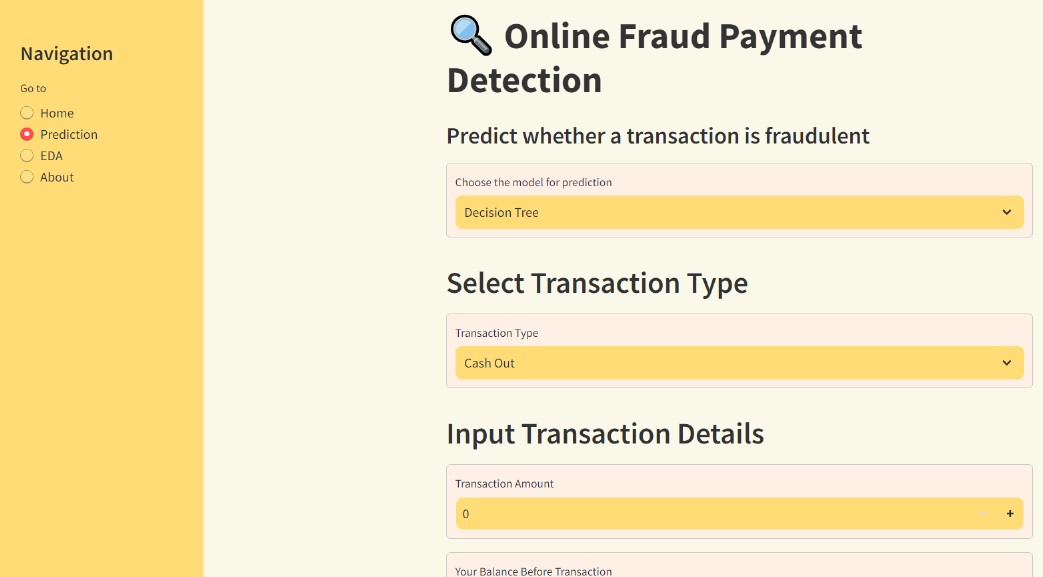 Navigation
Go to
Home
Prediction
EDA
About
Online Fraud Payment
Detection
Predict whether a transaction is fraudulent
Choose the model for prediction
Decision Tree
Select Transaction Type
Transaction Type
Cash Out
Input Transaction Details
Transaction Amount
0
Your Balance Before Transaction